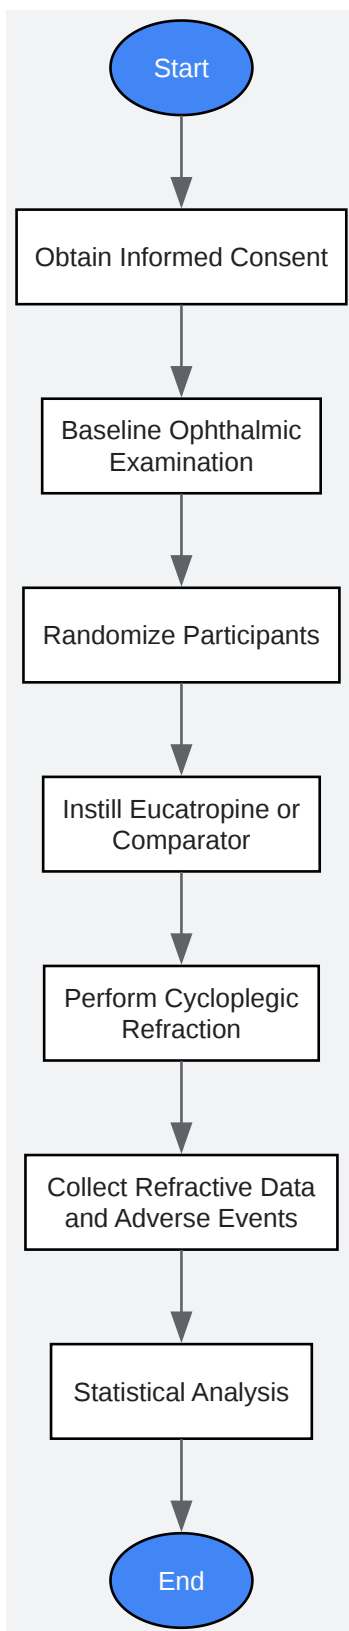 Start
Obtain Informed Consent
Baseline Ophthalmic
Examination
Randomize Participants
Instill Eucatropine or
Comparator
Perform Cycloplegic
Refraction
Collect Refractive Data
and Adverse Events
Statistical Analysis
End